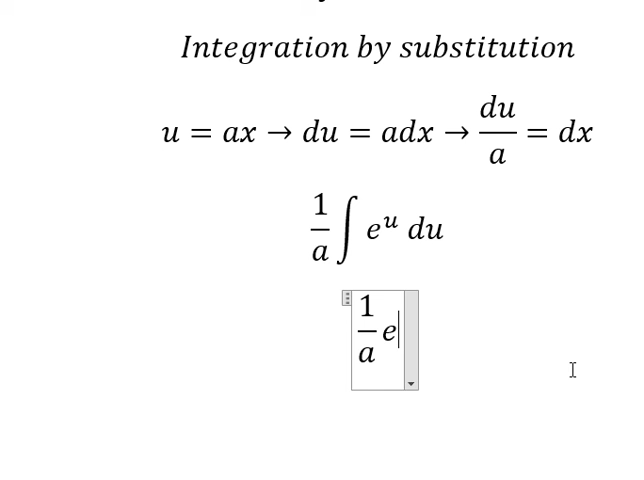 Integration by substitution
u = ax → du = adx → du/a = dx
1/a ∫ e^u du
1/a e